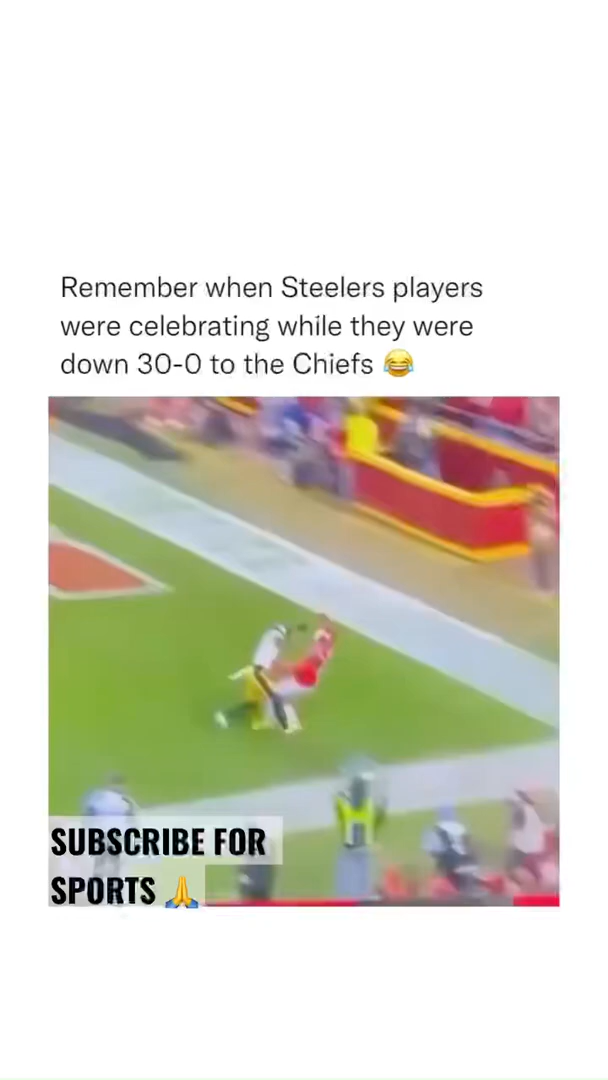 Remember when Steelers players
were celebrating while they were
down 30-0 to the Chiefs 😂
SUBSCRIBE FOR
SPORTS 🙏